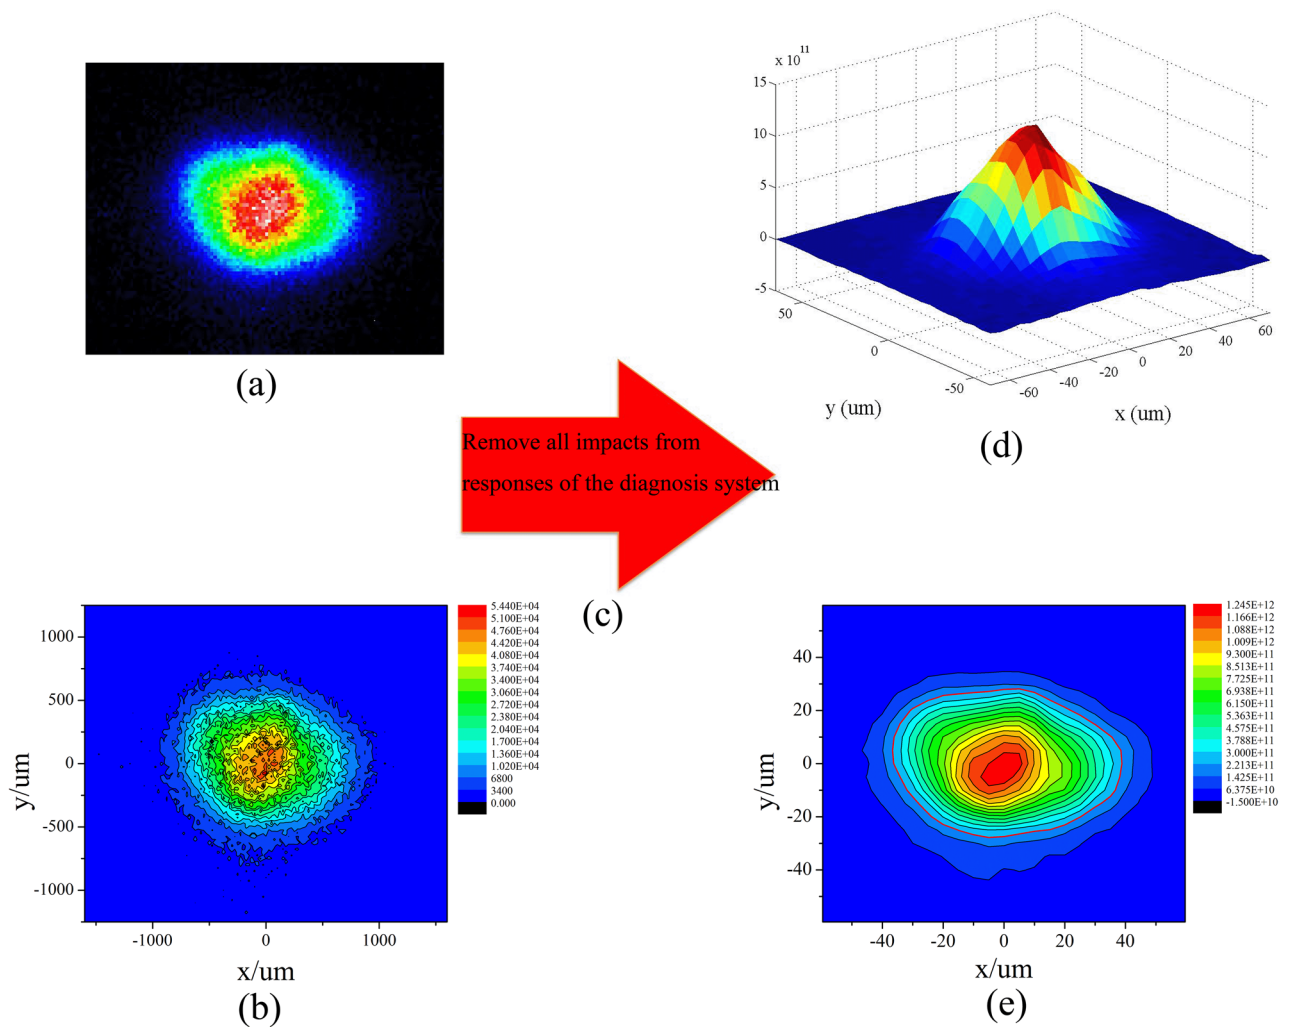 (a)
x 10^11
15
10
5
0
-5
50
0
-50
y (um)
-60
-40
-20
0
20
40
60
x (um)
(d)
Remove all impacts from
responses of the diagnosis system
(c)
1000
500
0
-500
-1000
y/um
-1000
0
1000
x/um
(b)
5.440E+04
5.100E+04
4.760E+04
4.420E+04
4.080E+04
3.740E+04
3.400E+04
3.060E+04
2.720E+04
2.380E+04
2.040E+04
1.700E+04
1.360E+04
1.020E+04
6800
3400
0.000
40
20
0
-20
-40
y/um
-40
-20
0
20
40
x/um
(e)
1.245E+12
1.166E+12
1.088E+12
1.009E+12
9.300E+11
8.513E+11
7.725E+11
6.938E+11
6.150E+11
5.363E+11
4.575E+11
3.788E+11
3.000E+11
2.213E+11
1.425E+11
6.375E+10
-1.500E+10